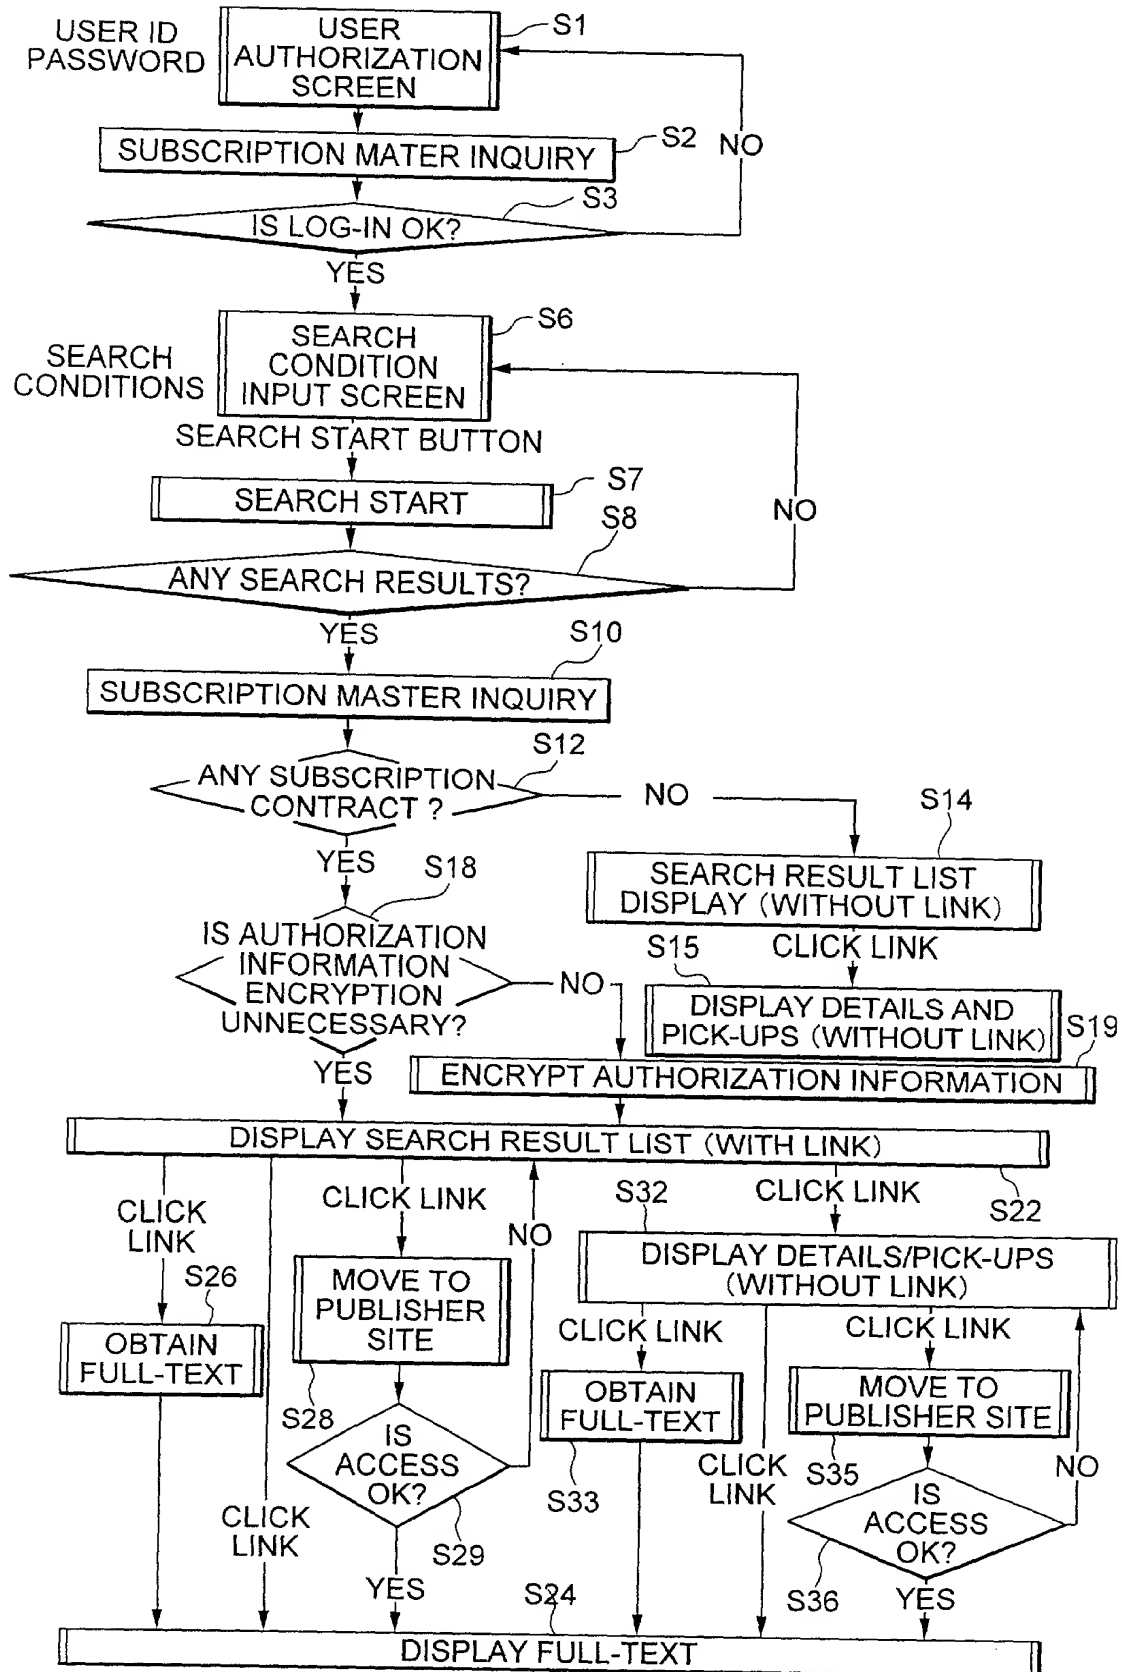 USER ID
PASSWORD
USER
AUTHORIZATION
SCREEN
S1
NO
SUBSCRIPTION MATER INQUIRY
S2
S3
IS LOG-IN OK?
YES
SEARCH
CONDITIONS
SEARCH
CONDITION
INPUT SCREEN
S6
SEARCH START BUTTON
SEARCH START
S7
NO
S8
ANY SEARCH RESULTS?
YES
S10
SUBSCRIPTION MASTER INQUIRY
S12
ANY SUBSCRIPTION
CONTRACT ?
NO
S14
YES
S18
SEARCH RESULT LIST
DISPLAY (WITHOUT LINK)
CLICK LINK
S15
IS AUTHORIZATION
INFORMATION
ENCRYPTION
UNNECESSARY?
NO
DISPLAY DETAILS AND
PICK-UPS (WITHOUT LINK)
S19
YES
ENCRYPT AUTHORIZATION INFORMATION
DISPLAY SEARCH RESULT LIST (WITH LINK)
S22
CLICK
LINK
CLICK LINK
NO
S32
CLICK LINK
DISPLAY DETAILS/PICK-UPS
(WITHOUT LINK)
S26
OBTAIN
FULL-TEXT
MOVE TO
PUBLISHER
SITE
S28
CLICK LINK
CLICK LINK
OBTAIN
FULL-TEXT
S33
MOVE TO
PUBLISHER SITE
S35
NO
IS
ACCESS
OK?
S29
CLICK
LINK
CLICK
LINK
IS
ACCESS
OK?
S36
YES
YES
S24
DISPLAY FULL-TEXT